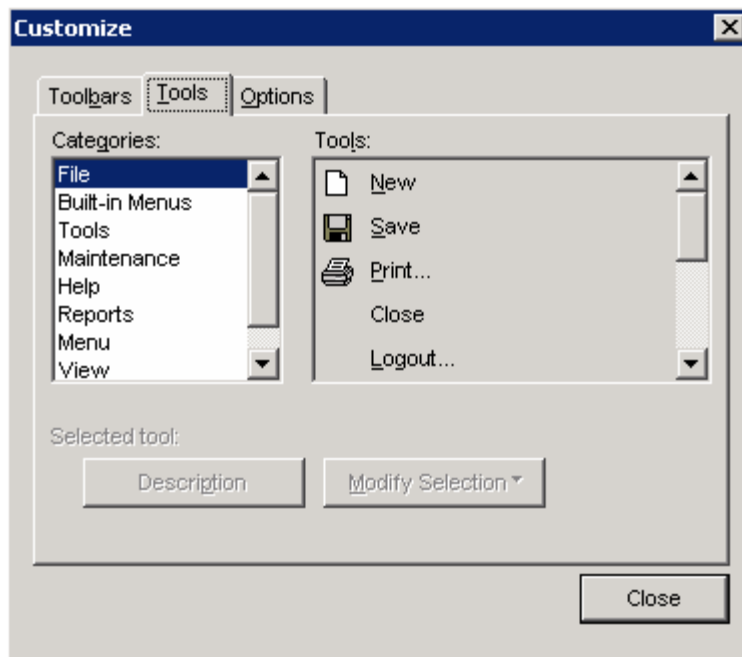 Customize
Toolbars Tools Options
Categories: Tools:
File
Built-in Menus
Tools
Maintenance
Help
Reports
Menu
View
New
Save
Print...
Close
Logout...
Selected tool:
Description Modify Selection
Close